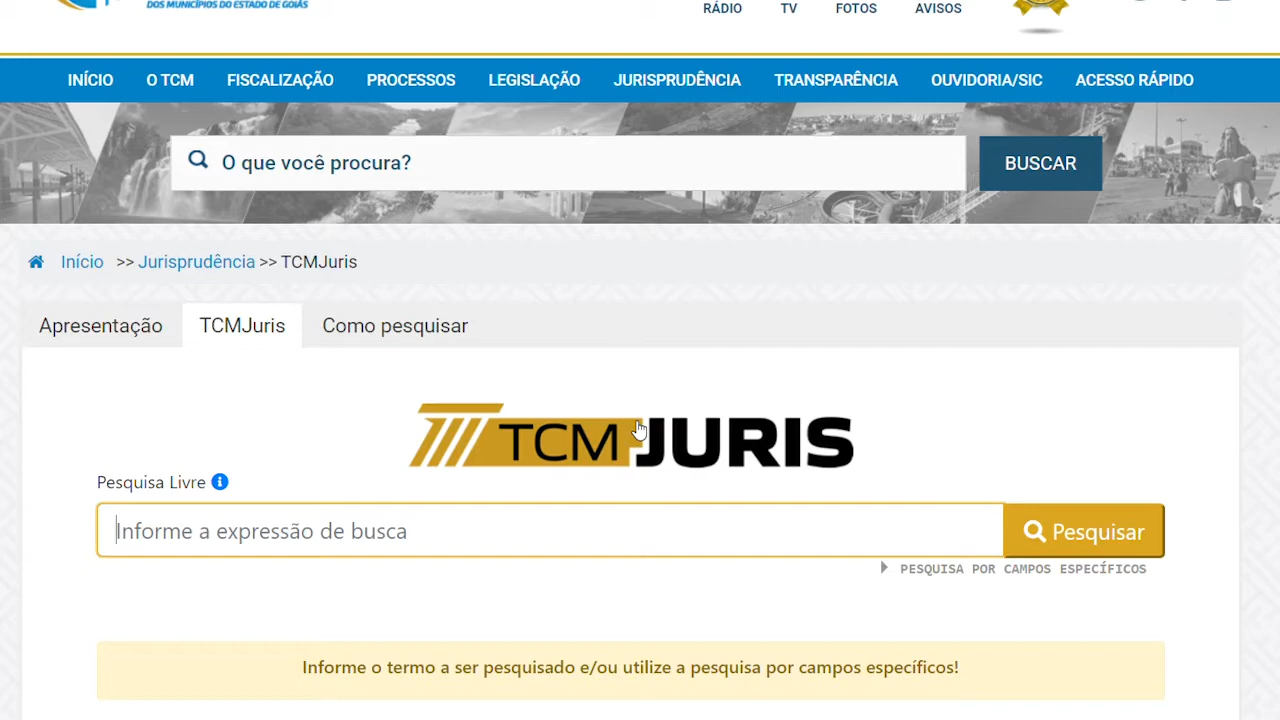 DOS MUNICÍPIOS DO ESTADO DE GOIÁS
RÁDIO TV FOTOS AVISOS
INÍCIO O TCM FISCALIZAÇÃO PROCESSOS LEGISLAÇÃO JURISPRUDÊNCIA TRANSPARÊNCIA OUVIDORIA/SIC ACESSO RÁPIDO
O que você procura? BUSCAR
Início >> Jurisprudência >> TCMJuris
Apresentação TCMJuris Como pesquisar
TCMJURIS
Pesquisa Livre
Informe a expressão de busca Pesquisar
PESQUISA POR CAMPOS ESPECÍFICOS
Informe o termo a ser pesquisado e/ou utilize a pesquisa por campos específicos!